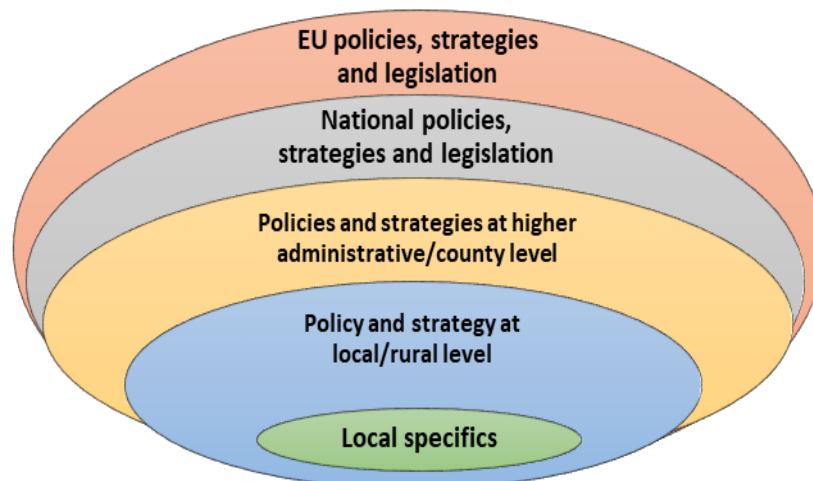 EU policies, strategies
and legislation
National policies,
strategies and legislation
Policies and strategies at higher
administrative/county level
Policy and strategy at
local/rural level
Local specifics